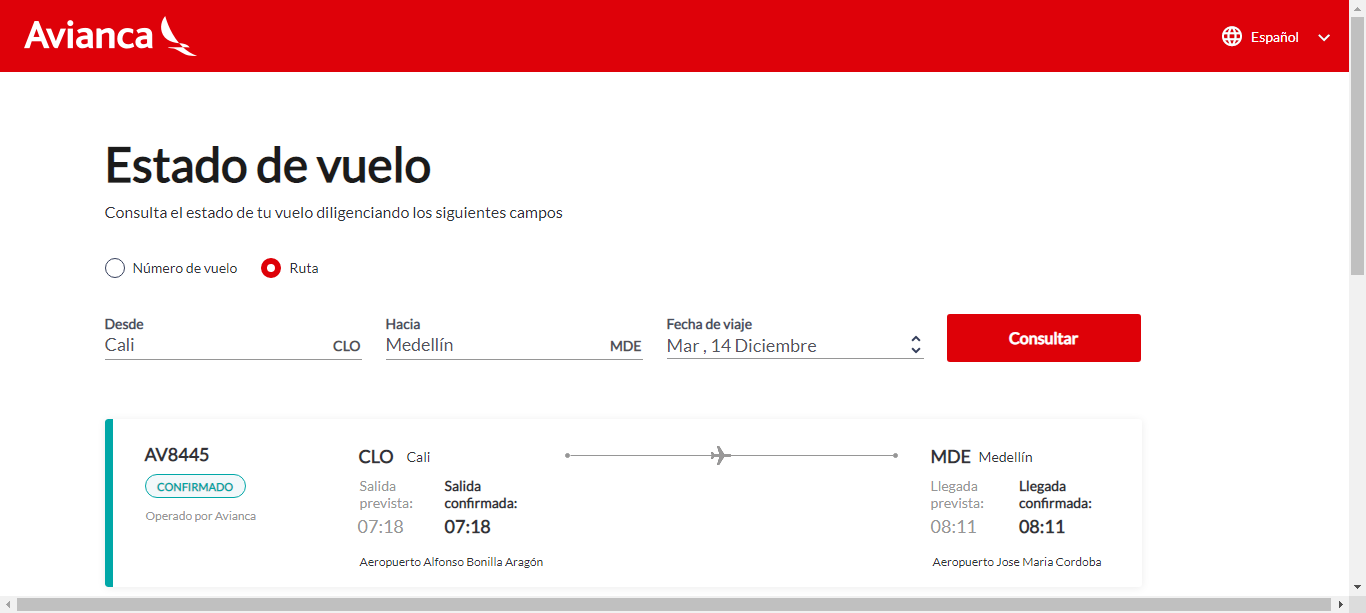 Avianca
Español
Estado de vuelo
Consulta el estado de tu vuelo diligenciando los siguientes campos
Número de vuelo Ruta
Desde Hacia Fecha de viaje
Cali CLO Medellín MDE Mar , 14 Diciembre
Consultar
AV8445 CLO Cali MDE Medellín
CONFIRMADO
Operado por Avianca
Salida prevista:
07:18
Salida confirmada:
07:18
Aeropuerto Alfonso Bonilla Aragón
Llegada prevista:
08:11
Llegada confirmada:
08:11
Aeropuerto Jose Maria Cordoba